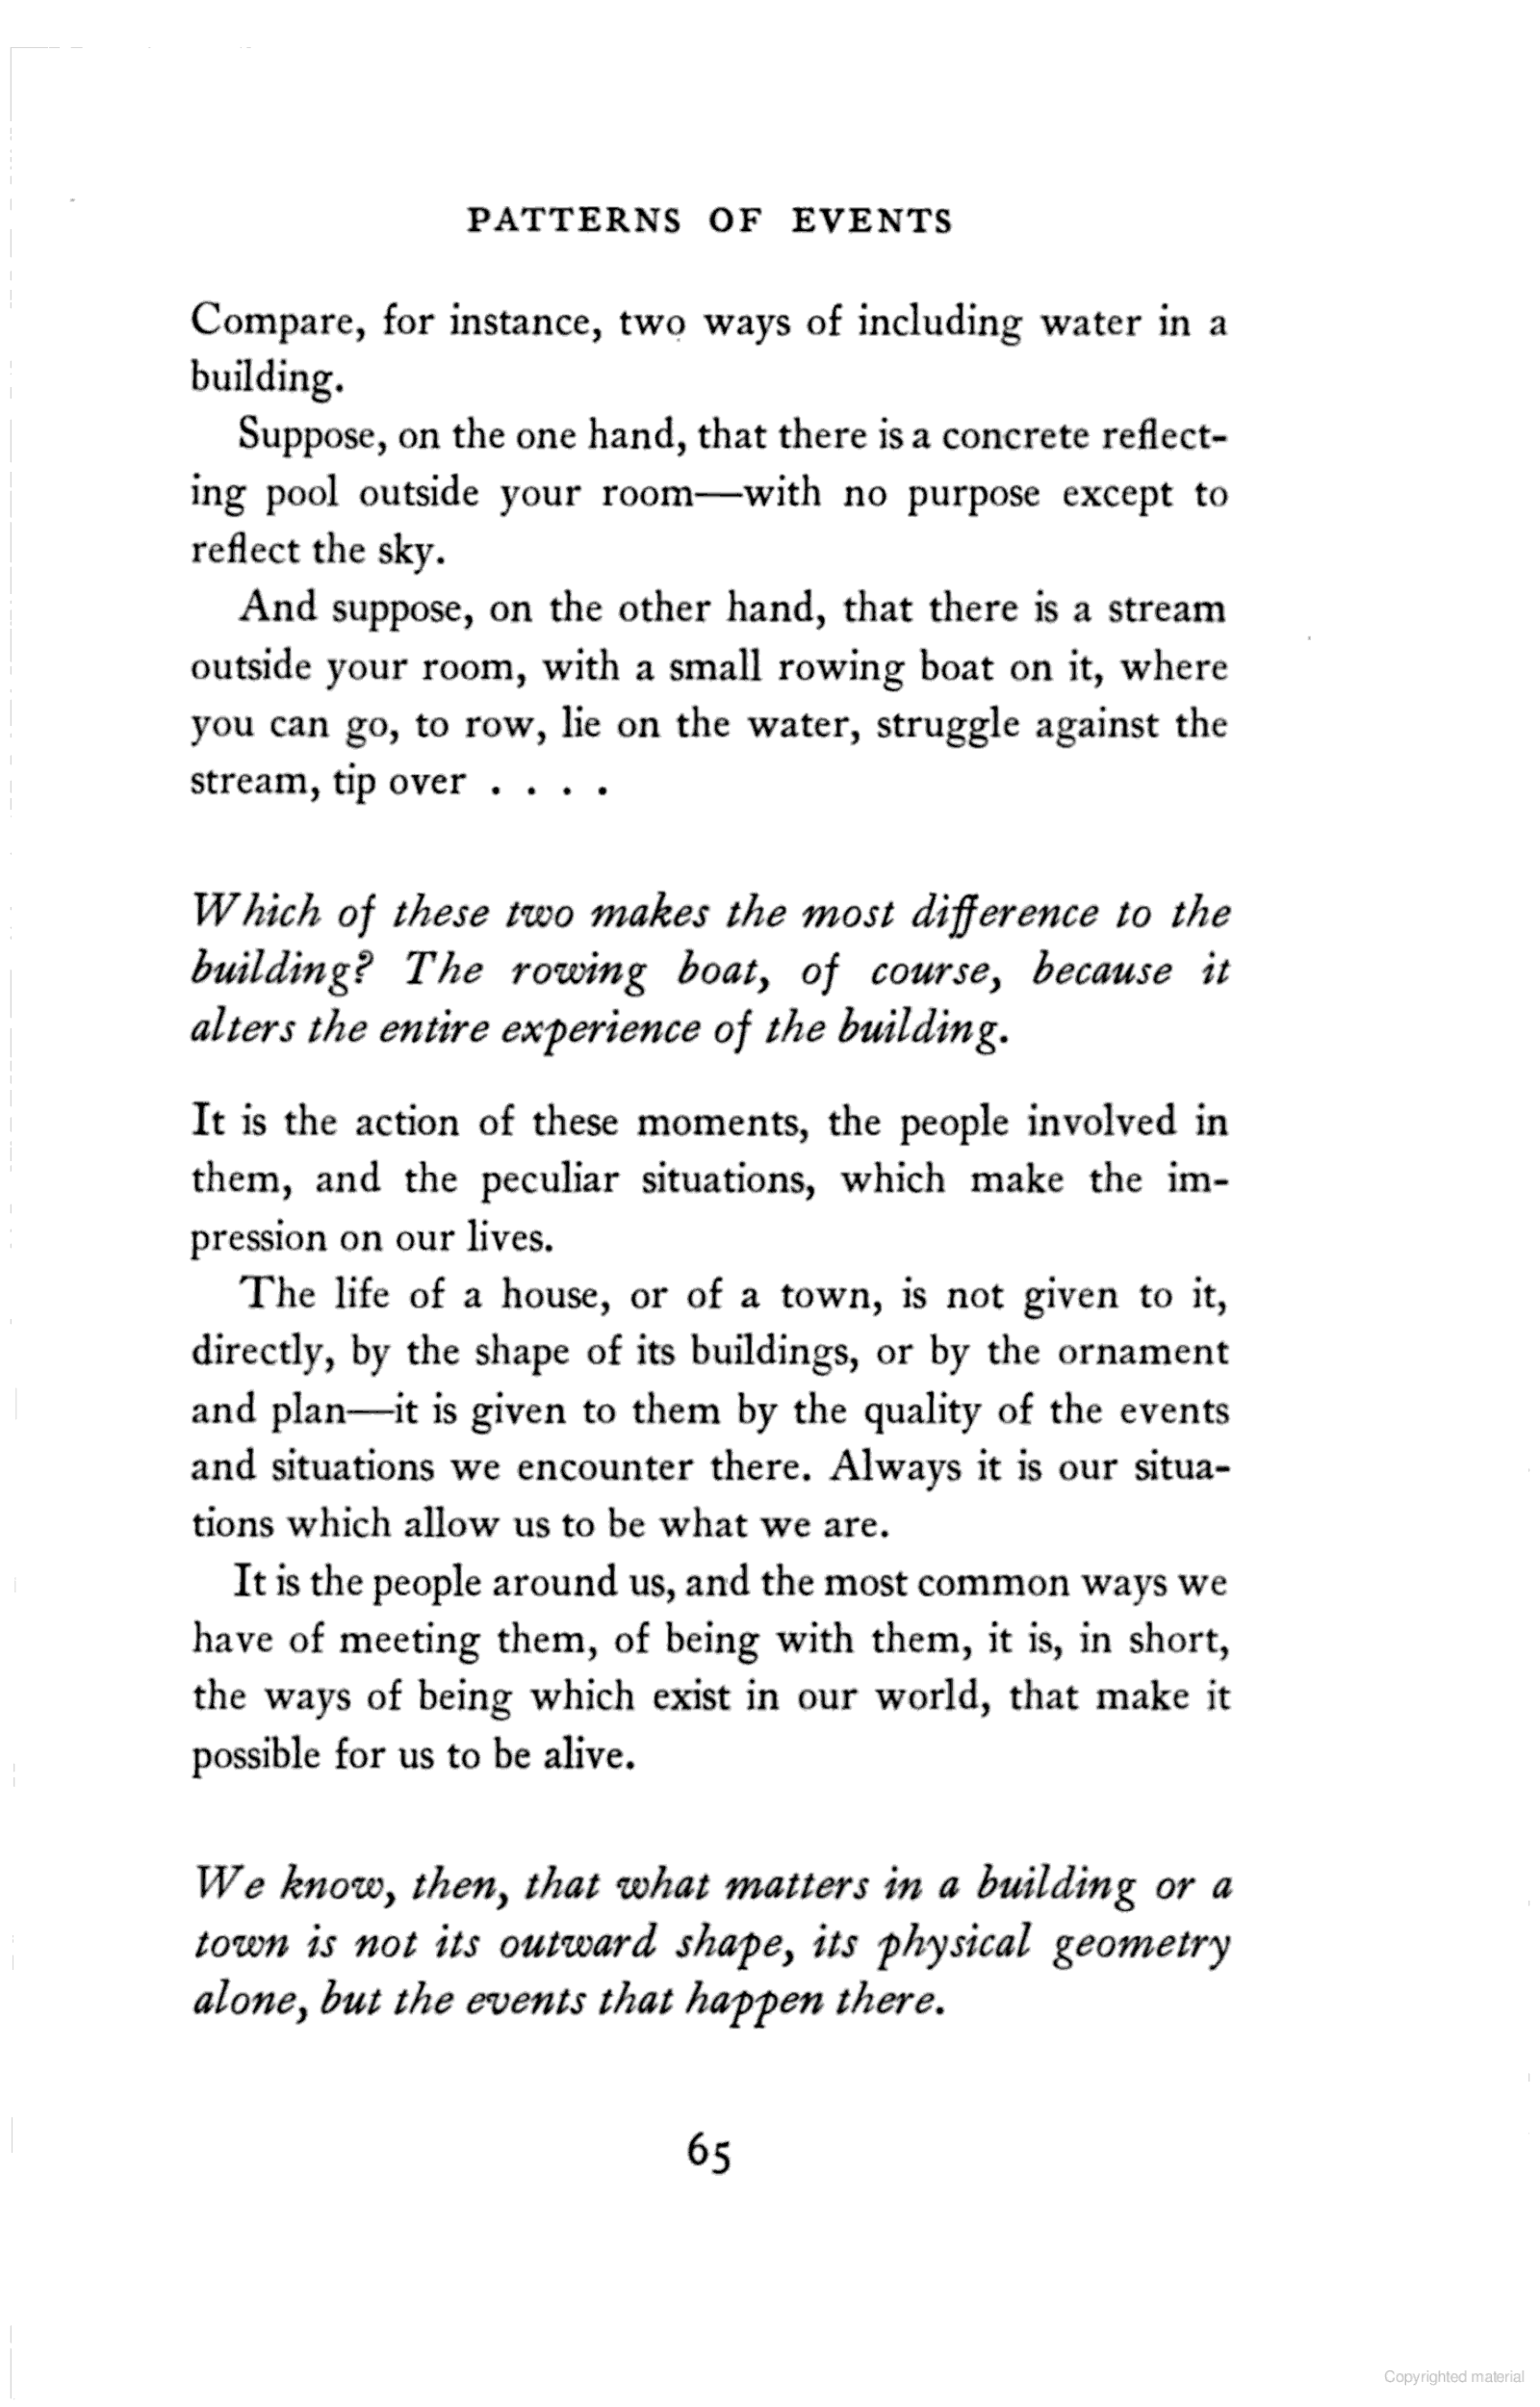 PATTERNS OF EVENTS
Compare, for instance, two ways of including water in a
building.
Suppose, on the one hand, that there is a concrete reflect-
ing pool outside your room—with no purpose except to
reflect the sky.
And suppose, on the other hand, that there is a stream
outside your room, with a small rowing boat on it, where
you can go, to row, lie on the water, struggle against the
stream, tip over . . . .
Which of these two makes the most difference to the
building? The rowing boat, of course, because it
alters the entire experience of the building.
It is the action of these moments, the people involved in
them, and the peculiar situations, which make the im-
pression on our lives.
The life of a house, or of a town, is not given to it,
directly, by the shape of its buildings, or by the ornament
and plan—it is given to them by the quality of the events
and situations we encounter there. Always it is our situa-
tions which allow us to be what we are.
It is the people around us, and the most common ways we
have of meeting them, of being with them, it is, in short,
the ways of being which exist in our world, that make it
possible for us to be alive.
We know, then, that what matters in a building or a
town is not its outward shape, its physical geometry
alone, but the events that happen there.
65
Copyrighted material